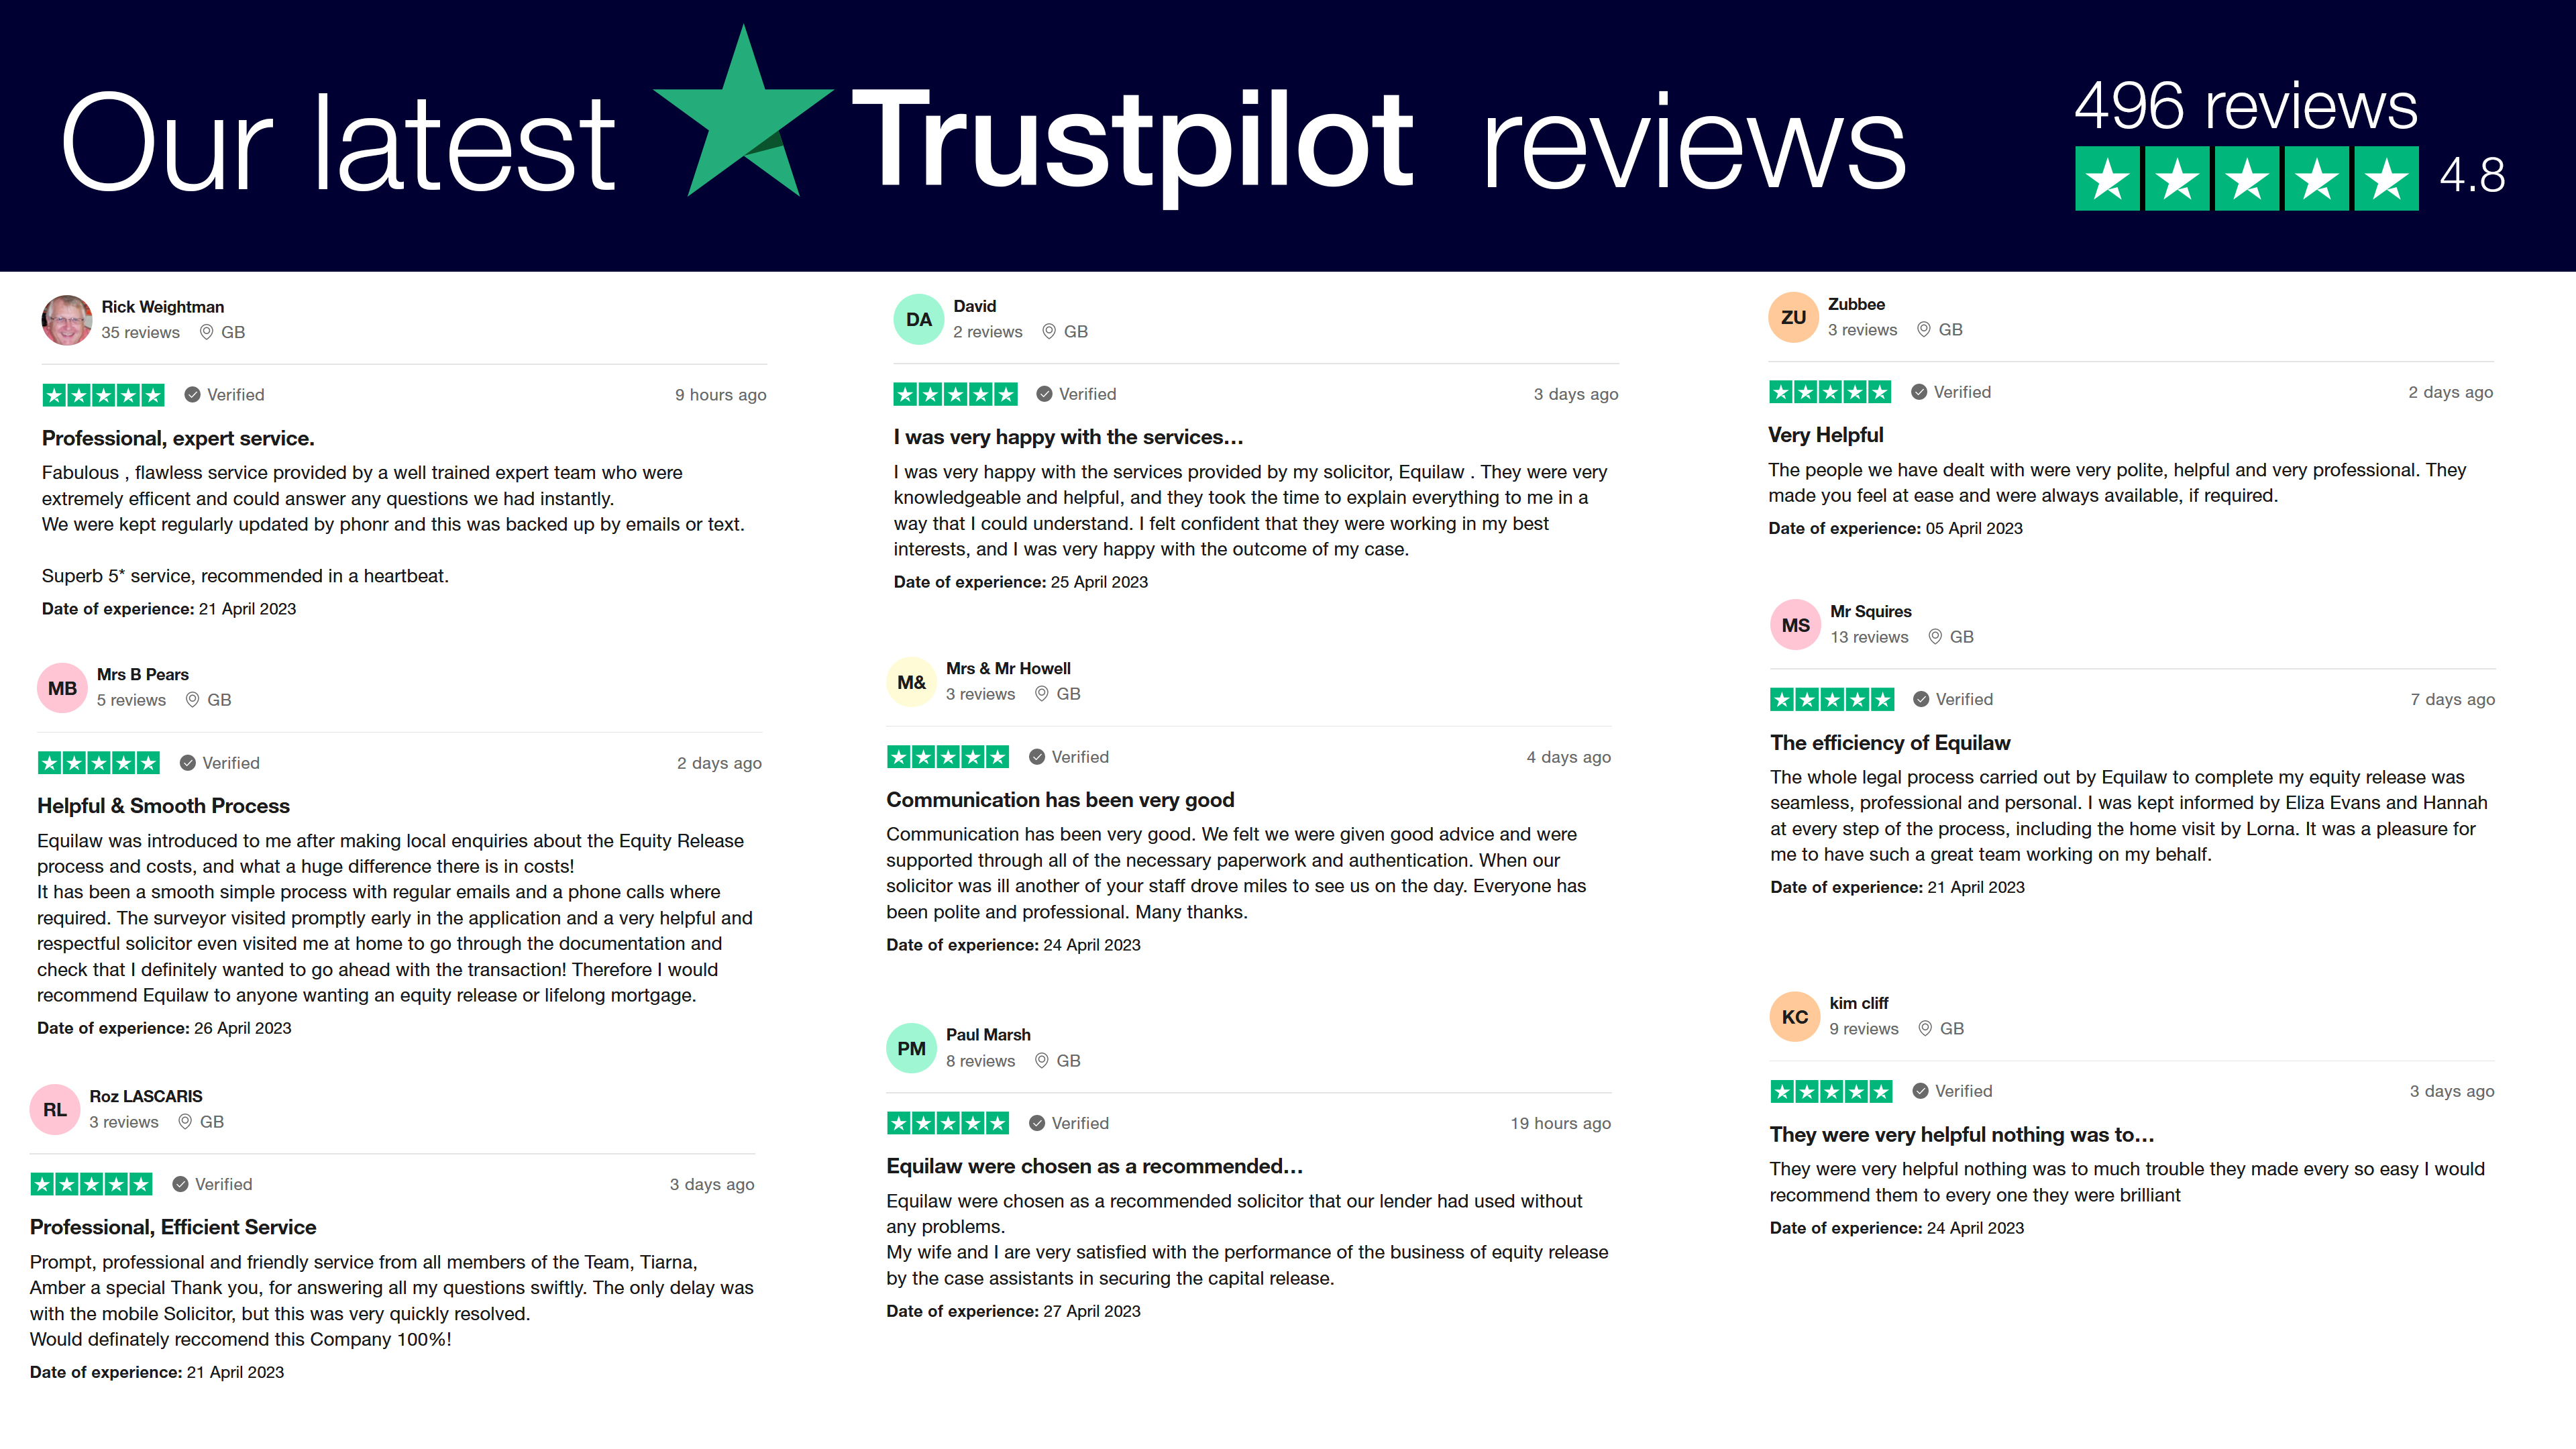 Our latest Trustpilot reviews
496 reviews
4.8
Rick Weightman
35 reviews GB
Verified 9 hours ago
Professional, expert service.
Fabulous , flawless service provided by a well trained expert team who were
extremely efficent and could answer any questions we had instantly.
We were kept regularly updated by phonr and this was backed up by emails or text.
Superb 5* service, recommended in a heartbeat.
Date of experience: 21 April 2023
MB
Mrs B Pears
5 reviews GB
Verified 2 days ago
Helpful & Smooth Process
Equilaw was introduced to me after making local enquiries about the Equity Release
process and costs, and what a huge difference there is in costs!
It has been a smooth simple process with regular emails and a phone calls where
required. The surveyor visited promptly early in the application and a very helpful and
respectful solicitor even visited me at home to go through the documentation and
check that I definitely wanted to go ahead with the transaction! Therefore I would
recommend Equilaw to anyone wanting an equity release or lifelong mortgage.
Date of experience: 26 April 2023
RL
Roz LASCARIS
3 reviews GB
Verified 3 days ago
Professional, Efficient Service
Prompt, professional and friendly service from all members of the Team, Tiarna,
Amber a special Thank you, for answering all my questions swiftly. The only delay was
with the mobile Solicitor, but this was very quickly resolved.
Would definately reccomend this Company 100%!
Date of experience: 21 April 2023
DA
David
2 reviews GB
Verified 3 days ago
I was very happy with the services…
I was very happy with the services provided by my solicitor, Equilaw . They were very
knowledgeable and helpful, and they took the time to explain everything to me in a
way that I could understand. I felt confident that they were working in my best
interests, and I was very happy with the outcome of my case.
Date of experience: 25 April 2023
M&
Mrs & Mr Howell
3 reviews GB
Verified 4 days ago
Communication has been very good
Communication has been very good. We felt we were given good advice and were
supported through all of the necessary paperwork and authentication. When our
solicitor was ill another of your staff drove miles to see us on the day. Everyone has
been polite and professional. Many thanks.
Date of experience: 24 April 2023
PM
Paul Marsh
8 reviews GB
Verified 19 hours ago
Equilaw were chosen as a recommended…
Equilaw were chosen as a recommended solicitor that our lender had used without
any problems.
My wife and I are very satisfied with the performance of the business of equity release
by the case assistants in securing the capital release.
Date of experience: 27 April 2023
ZU
Zubbee
3 reviews GB
Verified 2 days ago
Very Helpful
The people we have dealt with were very polite, helpful and very professional. They
made you feel at ease and were always available, if required.
Date of experience: 05 April 2023
MS
Mr Squires
13 reviews GB
Verified 7 days ago
The efficiency of Equilaw
The whole legal process carried out by Equilaw to complete my equity release was
seamless, professional and personal. I was kept informed by Eliza Evans and Hannah
at every step of the process, including the home visit by Lorna. It was a pleasure for
me to have such a great team working on my behalf.
Date of experience: 21 April 2023
KC
kim cliff
9 reviews GB
Verified 3 days ago
They were very helpful nothing was to…
They were very helpful nothing was to much trouble they made every so easy I would
recommend them to every one they were brilliant
Date of experience: 24 April 2023